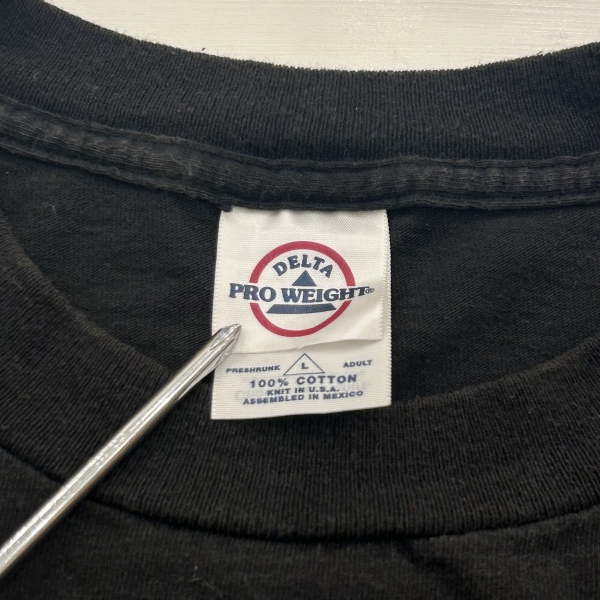 DELTA
PRO WEIGHT®
PRESHRUNK L ADULT
100% COTTON
KNIT IN U.S.A.
ASSEMBLED IN MEXICO